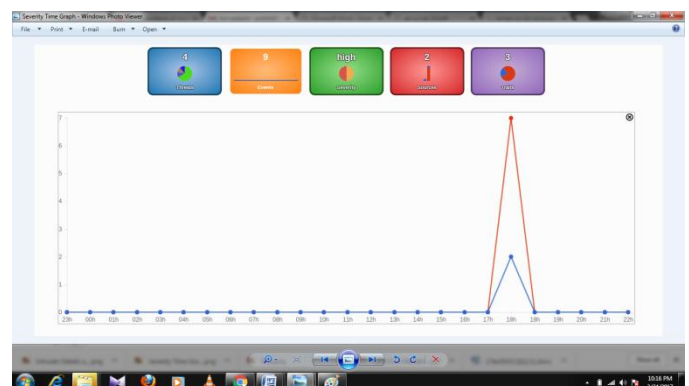 Severity Time Graph - Windows Photo Viewer
File Print E-mail Burn Open
4 9 high 2 3
Events Severity
7
6
5
4
3
2
1
0
23h 00h 01h 02h 03h 04h 05h 06h 07h 08h 09h 10h 11h 12h 13h 14h 15h 16h 17h 18h 19h 19h 20h 21h 22h
10:16 PM